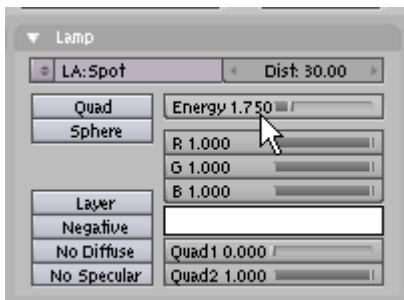 Lamp
LA:Spot Dist: 30.00
Quad Energy 1.750
Sphere R 1.000
G 1.000
Layer B 1.000
Negative
No Diffuse Quad1 0.000
No Specular Quad2 1.000